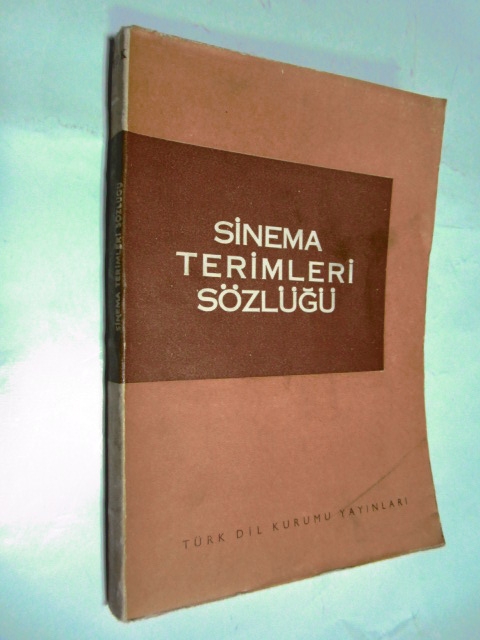 SİNEMA
TERİMLERİ
SÖZLÜĞÜ
TÜRK DİL KURUMU YAYINLARI
SİNEMA TERİMLERİ SÖZLÜĞÜ